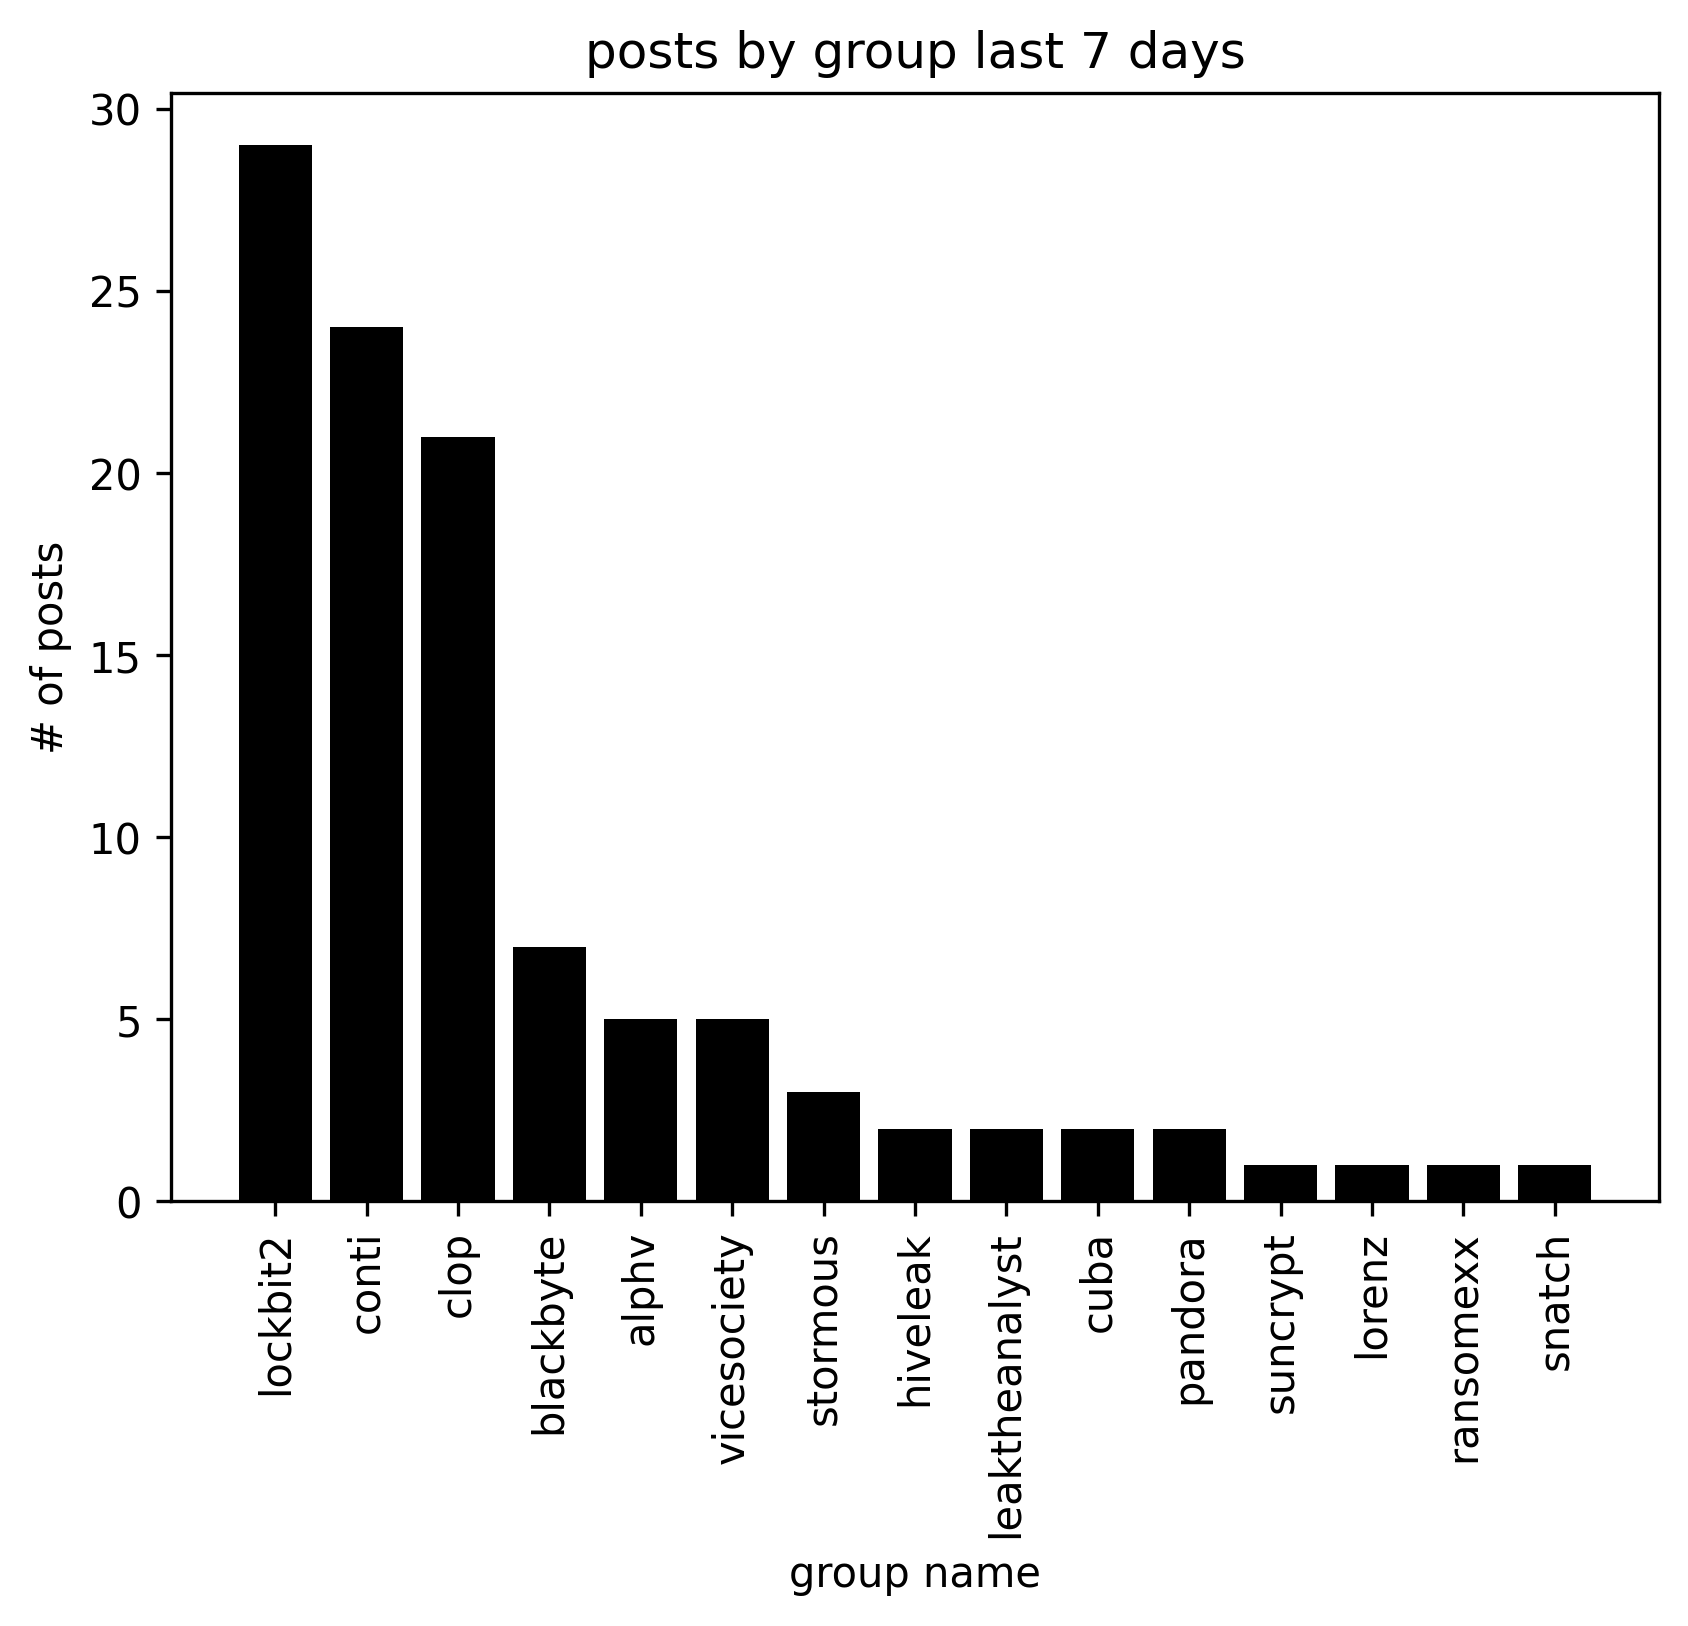 posts by group last 7 days
# of posts
30
25
20
15
10
5
0
lockbit2
conti
clop
blackbyte
alphv
vicesociety
stormous
hiveleak
leaktheanalyst
cuba
pandora
suncrypt
lorenz
ransomexx
snatch
group name